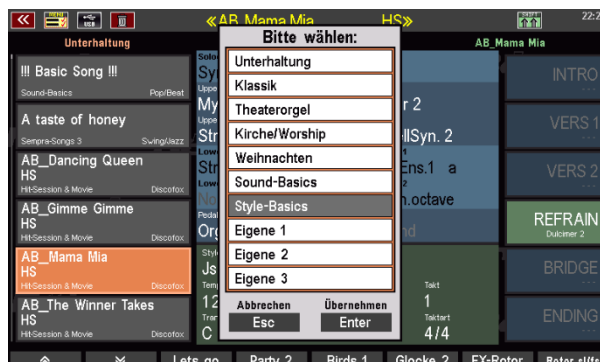 AB_Mama Mia HS
22:2
Unterhaltung
AB_Mama Mia
!!! Basic Song !!!
Sound-Basics Pop/Beat
A taste of honey
Sempra-Songs 3 Swing/Jazz
AB_Dancing Queen
HS
Hit-Session & Movie Discofox
AB_Gimme Gimme
HS
Hit-Session & Movie Discofox
AB_Mama Mia
HS
Hit-Session & Movie Discofox
AB_The Winner Takes
HS
Hit-Session & Movie Discofox
Bitte wählen:
Unterhaltung
Klassik
Theaterorgel
Kirche/Worship
Weihnachten
Sound-Basics
Style-Basics
Eigene 1
Eigene 2
Eigene 3
Abbrechen Übernehmen
Esc Enter
r 2
llSyn. 2
Ens.1 a
n.octave
Takt
1
Taktart
4/4
INTRO
VERS 1
VERS 2
REFRAIN
Dulcimer 2
BRIDGE
ENDING
Lets go Party 2 Birds 1 Glocke 2 FX-Rotor Rotor sl/fs